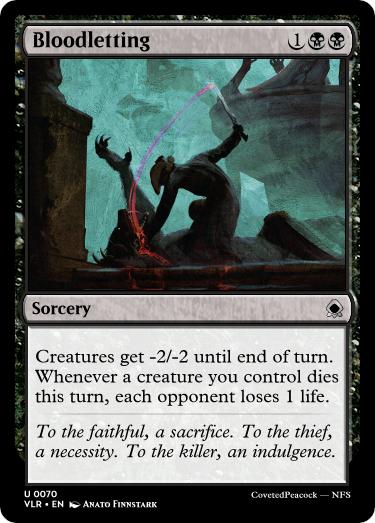 Bloodletting 1
Sorcery
Creatures get -2/-2 until end of turn.
Whenever a creature you control dies
this turn, each opponent loses 1 life.
To the faithful, a sacrifice. To the thief,
a necessity. To the killer, an indulgence.
U 0070
VLR • EN Anato Finnstark
CovetedPeacock — NFS